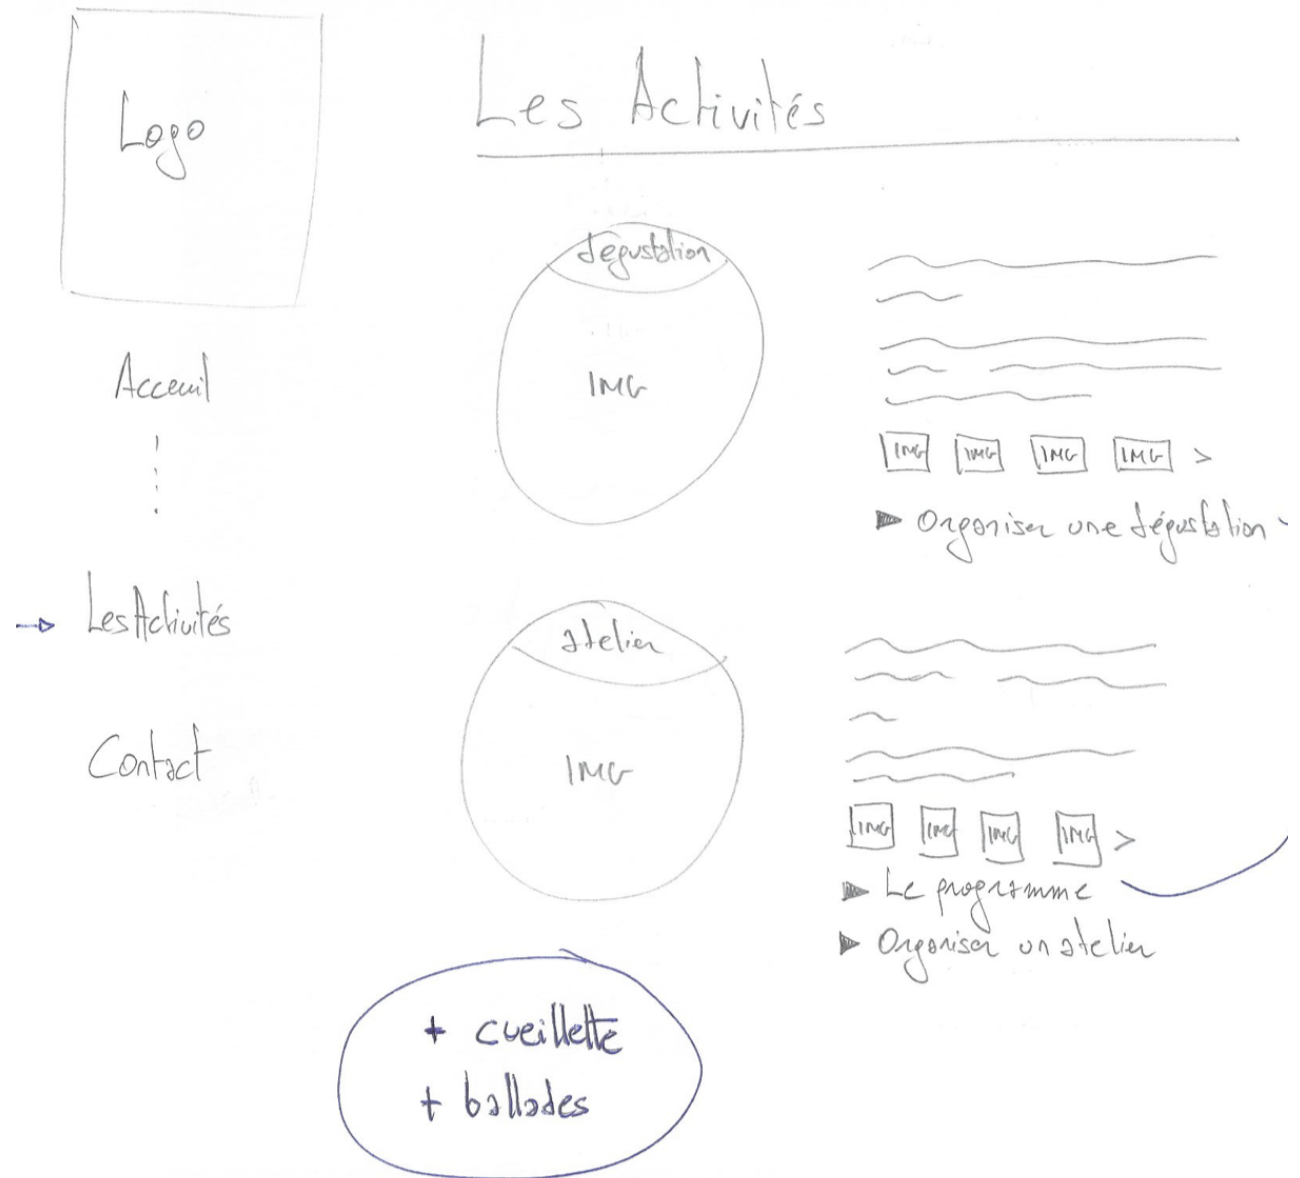 Logo
Acceuil
Les Activités
Contact
Les Activités
dégustation
IMG
IMG IMG IMG IMG >
Organiser une dégustation
atelier
IMG
IMG IMG IMG IMG >
Le programme
Organiser un atelier
+ cueillette
+ ballades